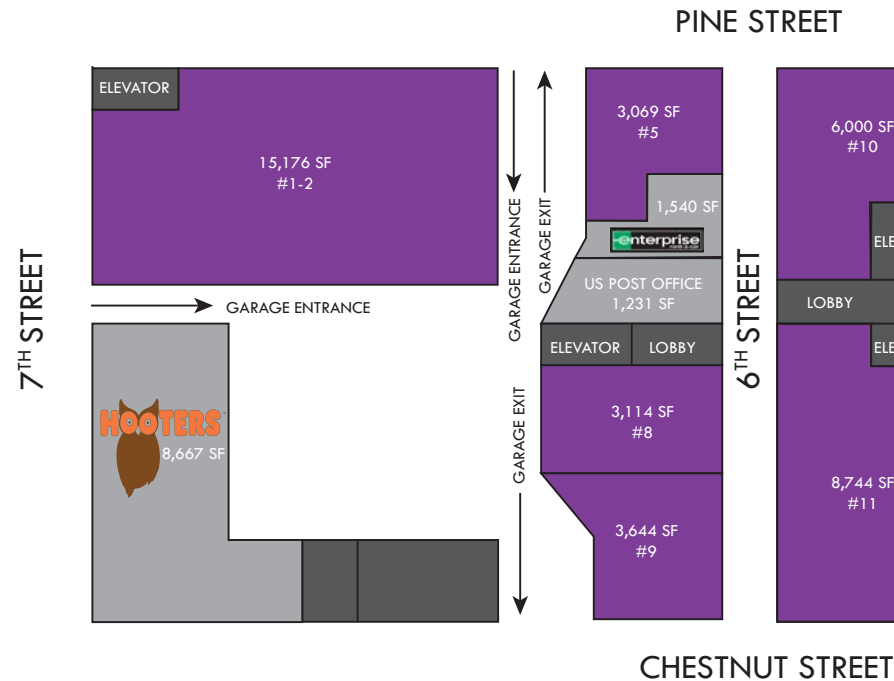 PINE STREET
ELEVATOR
15,176 SF
#1-2
3,069 SF
#5
6,000 SF
#10
1,540 SF
enterprise
ELE
GARAGE ENTRANCE
GARAGE EXIT
US POST OFFICE
1,231 SF
7TH STREET
GARAGE ENTRANCE
6TH STREET
LOBBY
ELEVATOR
LOBBY
ELE
HOOTERS
8,667 SF
GARAGE EXIT
3,114 SF
#8
8,744 SF
#11
3,644 SF
#9
CHESTNUT STREET